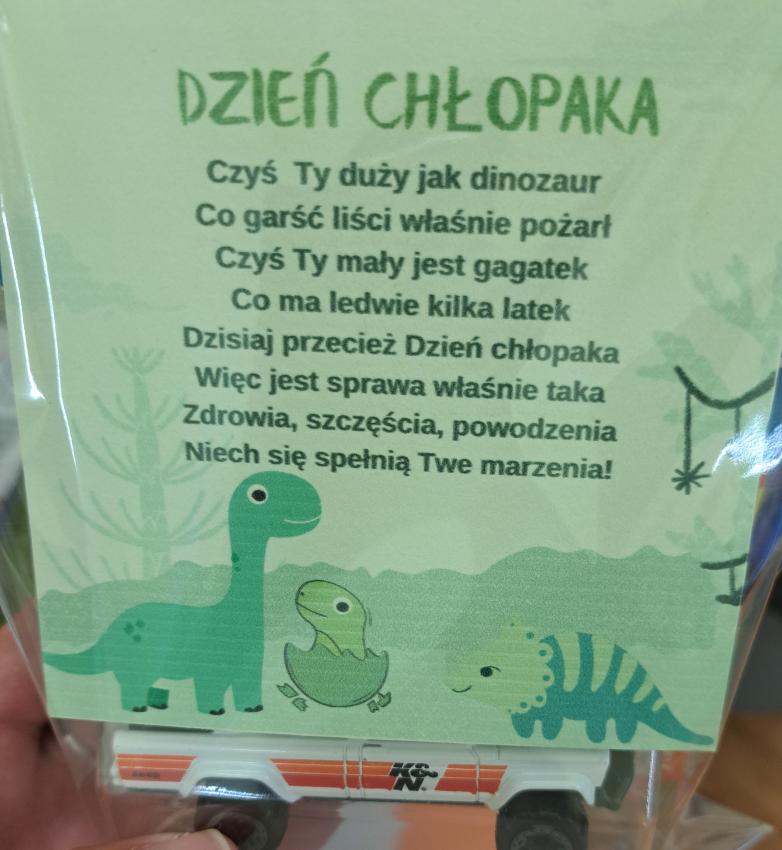 DZIEŃ CHŁOPAKA
Czyś Ty duży jak dinozaur
Co garść liści właśnie pożarł
Czyś Ty mały jest gagatek
Co ma ledwie kilka latek
Dzisiaj przecież Dzień chłopaka
Więc jest sprawa właśnie taka
Zdrowia, szczęścia, powodzenia
Niech się spełnią Twe marzenia!
K&N